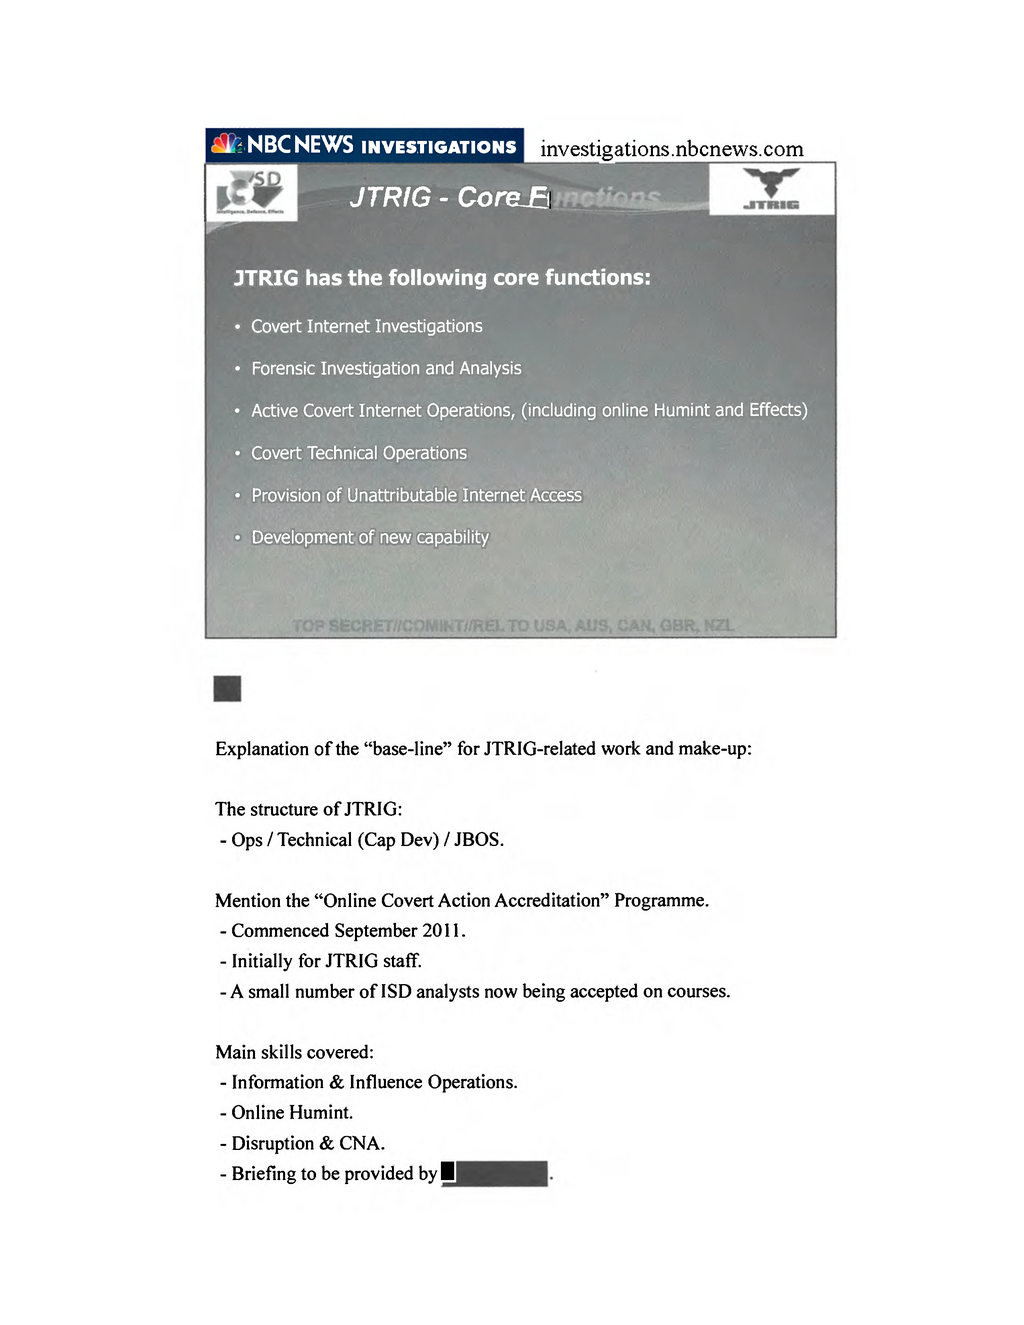 NBC NEWS INVESTIGATIONS investigations.nbcnews.com
SD
Intelligence, Defence, Effects
JTRIG - Core Functions
JTRIG
JTRIG has the following core functions:
• Covert Internet Investigations
• Forensic Investigation and Analysis
• Active Covert Internet Operations, (including online Humint and Effects)
• Covert Technical Operations
• Provision of Unattributable Internet Access
• Development of new capability
TOP SECRET//COMINT//REL TO USA, AUS, CAN, GBR, NZL
Explanation of the “base-line” for JTRIG-related work and make-up:
The structure of JTRIG:
- Ops / Technical (Cap Dev) / JBOS.
Mention the “Online Covert Action Accreditation” Programme.
- Commenced September 2011.
- Initially for JTRIG staff.
- A small number of ISD analysts now being accepted on courses.
Main skills covered:
- Information & Influence Operations.
- Online Humint.
- Disruption & CNA.
- Briefing to be provided by .